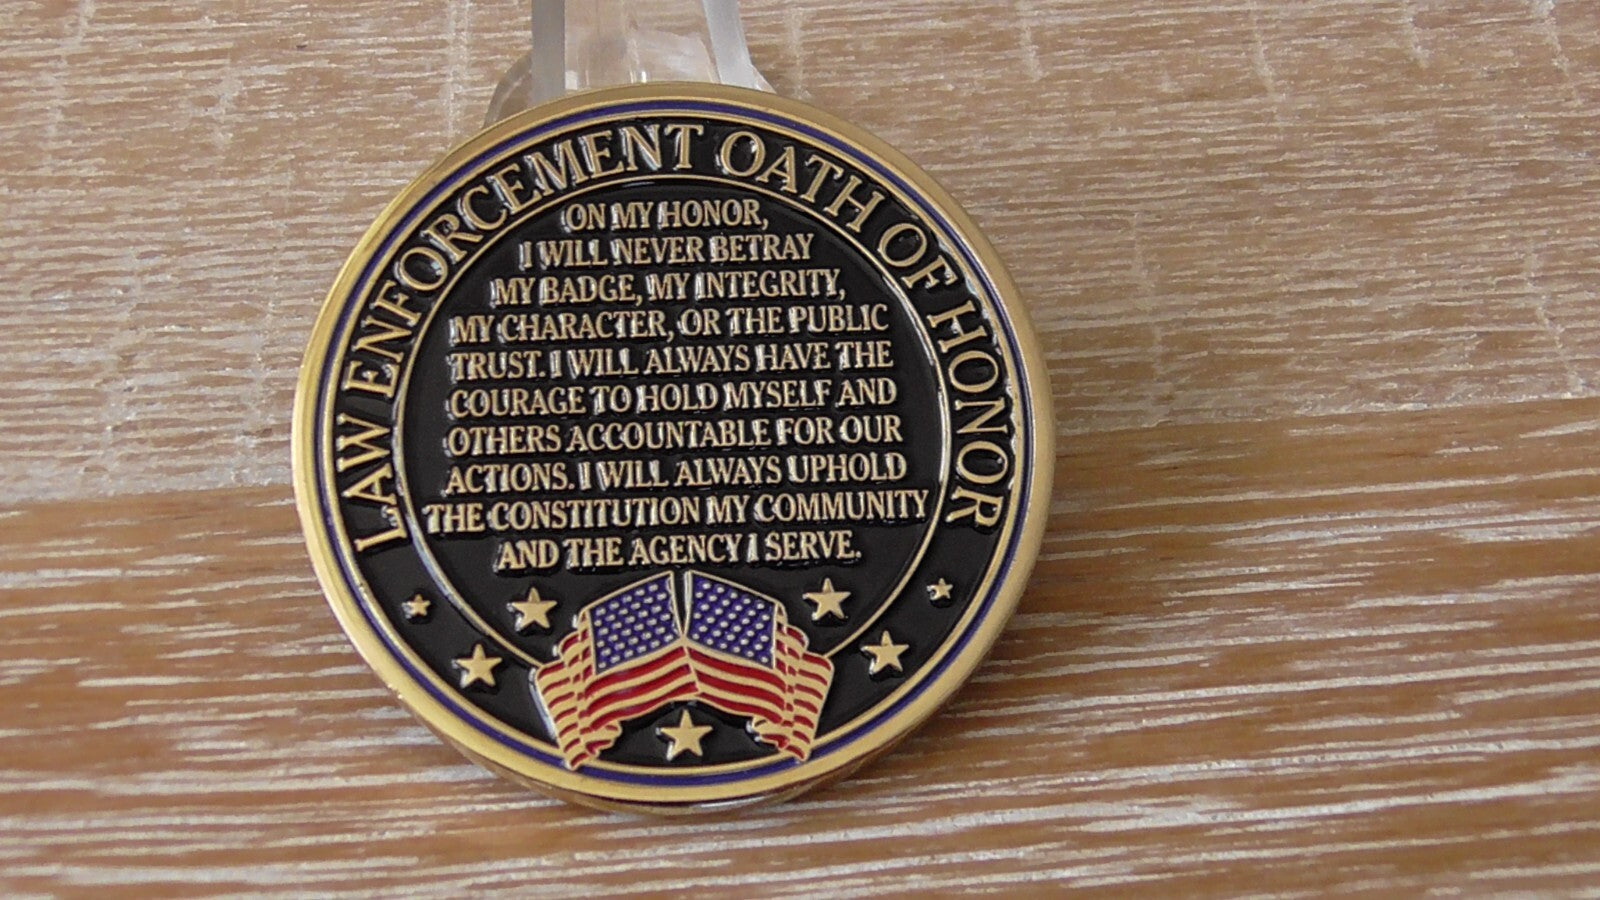 LAW ENFORCEMENT OATH OF HONOR
ON MY HONOR,
I WILL NEVER BETRAY
MY BADGE, MY INTEGRITY,
MY CHARACTER, OR THE PUBLIC
TRUST. I WILL ALWAYS HAVE THE
COURAGE TO HOLD MYSELF AND
OTHERS ACCOUNTABLE FOR OUR
ACTIONS. I WILL ALWAYS UPHOLD
THE CONSTITUTION MY COMMUNITY
AND THE AGENCY I SERVE.